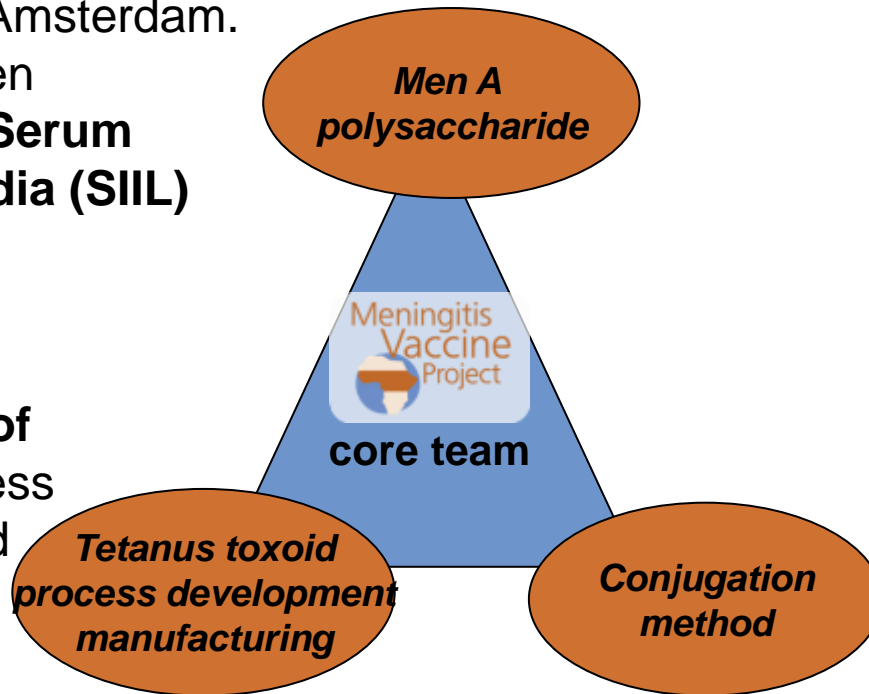 Amsterdam.
en
Serum
dia (SIIL)
of
ess
d
Men A
polysaccharide
Meningitis
Vaccine
Project
core team
Tetanus toxoid
process development
manufacturing
Conjugation
method